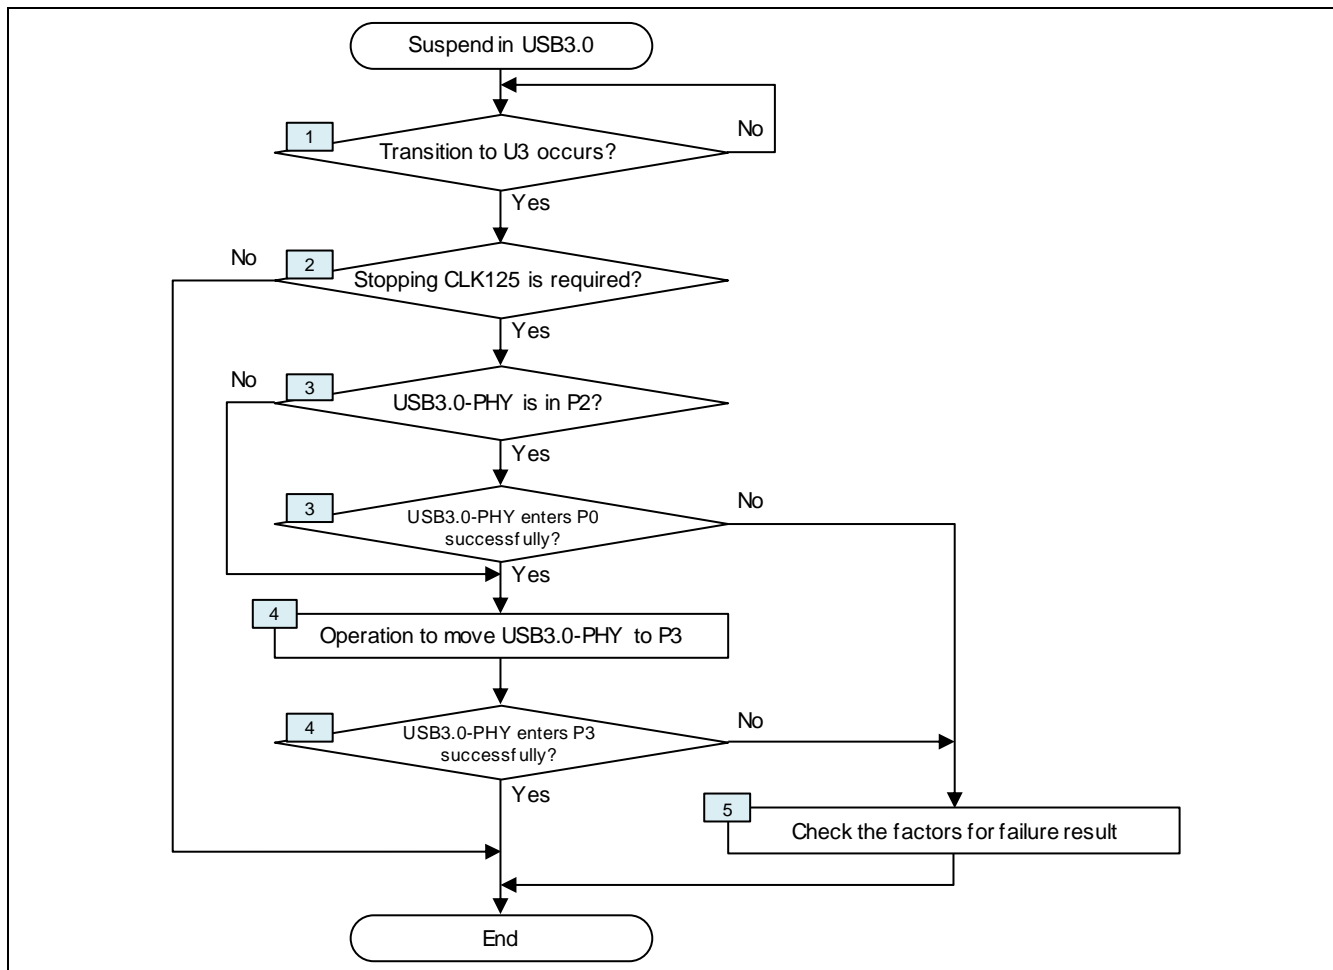 Suspend in USB3.0
No
1
Transition to U3 occurs?
Yes
No
2
Stopping CLK125 is required?
Yes
No
3
USB3.0-PHY is in P2?
Yes
No
3
USB3.0-PHY enters P0
successfully?
Yes
4
Operation to move USB3.0-PHY to P3
No
4
USB3.0-PHY enters P3
successfully?
Yes
5
Check the factors for failure result
End